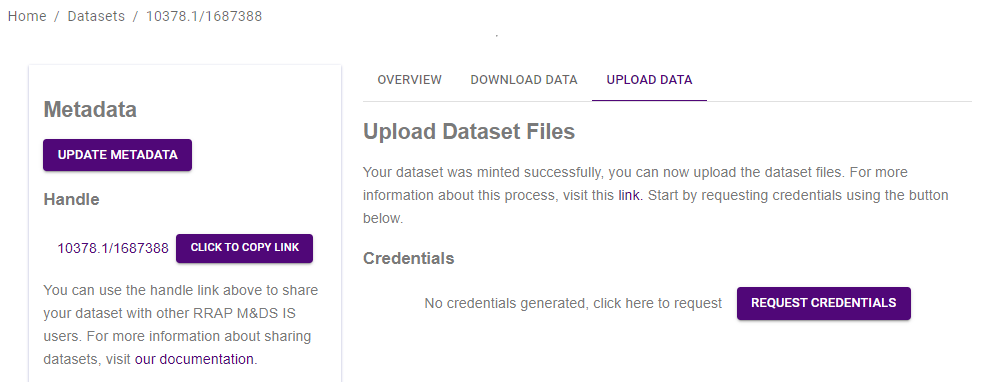 Home / Datasets / 10378.1/1687388
Metadata
UPDATE METADATA
Handle
10378.1/1687388 CLICK TO COPY LINK
You can use the handle link above to share
your dataset with other RRAP M&DS IS
users. For more information about sharing
datasets, visit our documentation.
OVERVIEW DOWNLOAD DATA UPLOAD DATA
Upload Dataset Files
Your dataset was minted successfully, you can now upload the dataset files. For more
information about this process, visit this link. Start by requesting credentials using the button
below.
Credentials
No credentials generated, click here to request REQUEST CREDENTIALS